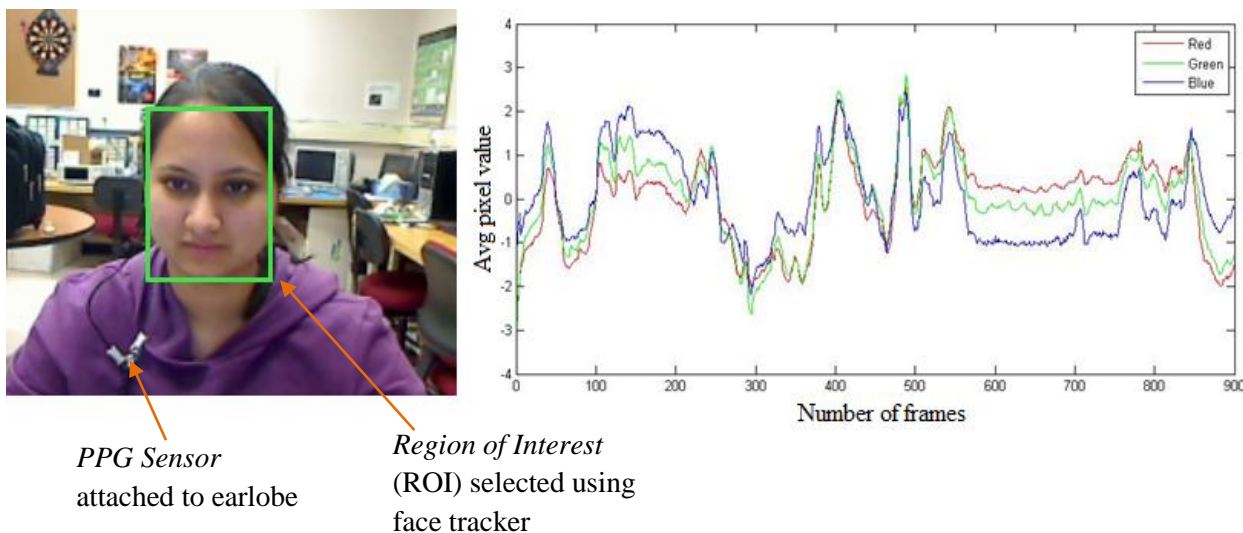 4
3
2
1
0
-1
-2
-3
-4
Avg pixel value
Red
Green
Blue
0 100 200 300 400 500 600 700 800 900
Number of frames
PPG Sensor
attached to earlobe
Region of Interest
(ROI) selected using
face tracker